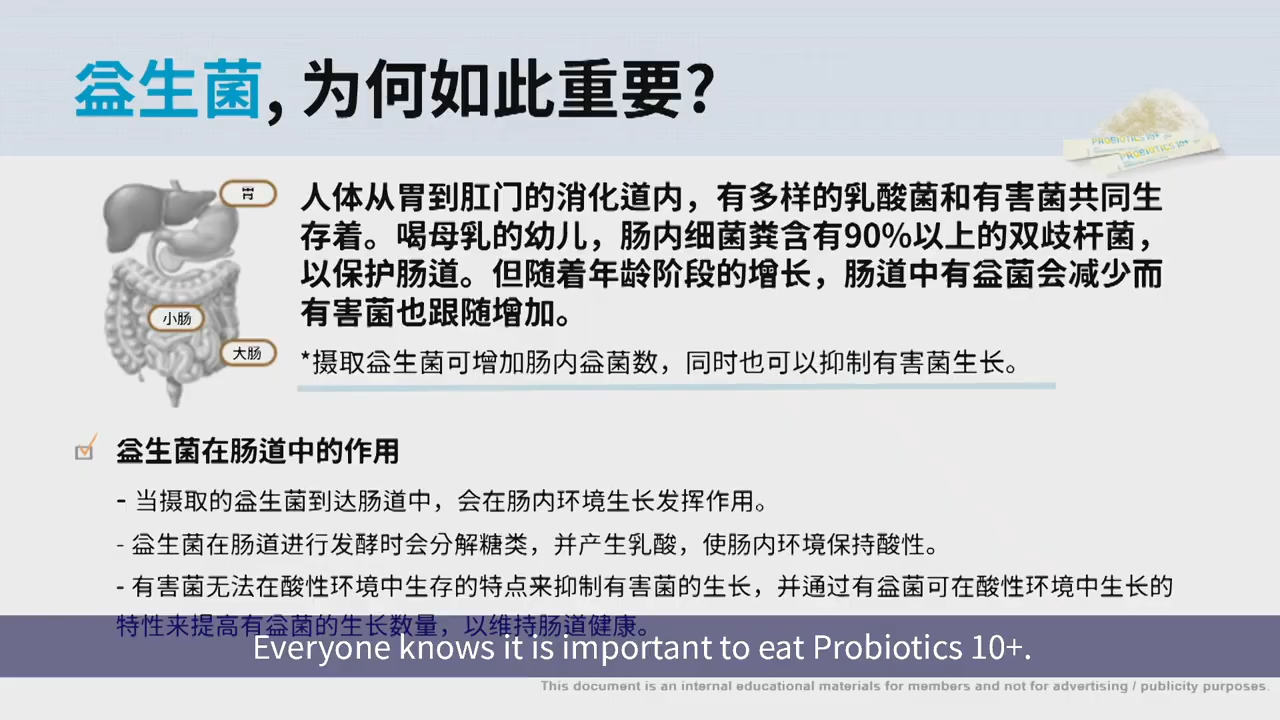 益生菌，为何如此重要?
PROBIOTICS 10+
PROBIOTICS 10+
胃
人体从胃到肛门的消化道内，有多样的乳酸菌和有害菌共同生
存着。喝母乳的幼儿，肠内细菌粪含有90%以上的双歧杆菌，
以保护肠道。但随着年龄阶段的增长，肠道中有益菌会减少而
有害菌也跟随增加。
小肠
大肠
*摄取益生菌可增加肠内益菌数，同时也可以抑制有害菌生长。
益生菌在肠道中的作用
- 当摄取的益生菌到达肠道中，会在肠内环境生长发挥作用。
- 益生菌在肠道进行发酵时会分解糖类，并产生乳酸，使肠内环境保持酸性。
- 有害菌无法在酸性环境中生存的特点来抑制有害菌的生长，并通过有益菌可在酸性环境中生长的
特性来提高有益菌的生长数量，以维持肠道健康。
Everyone knows it is important to eat Probiotics 10+.
This document is an internal educational materials for members and not for advertising / publicity purposes.